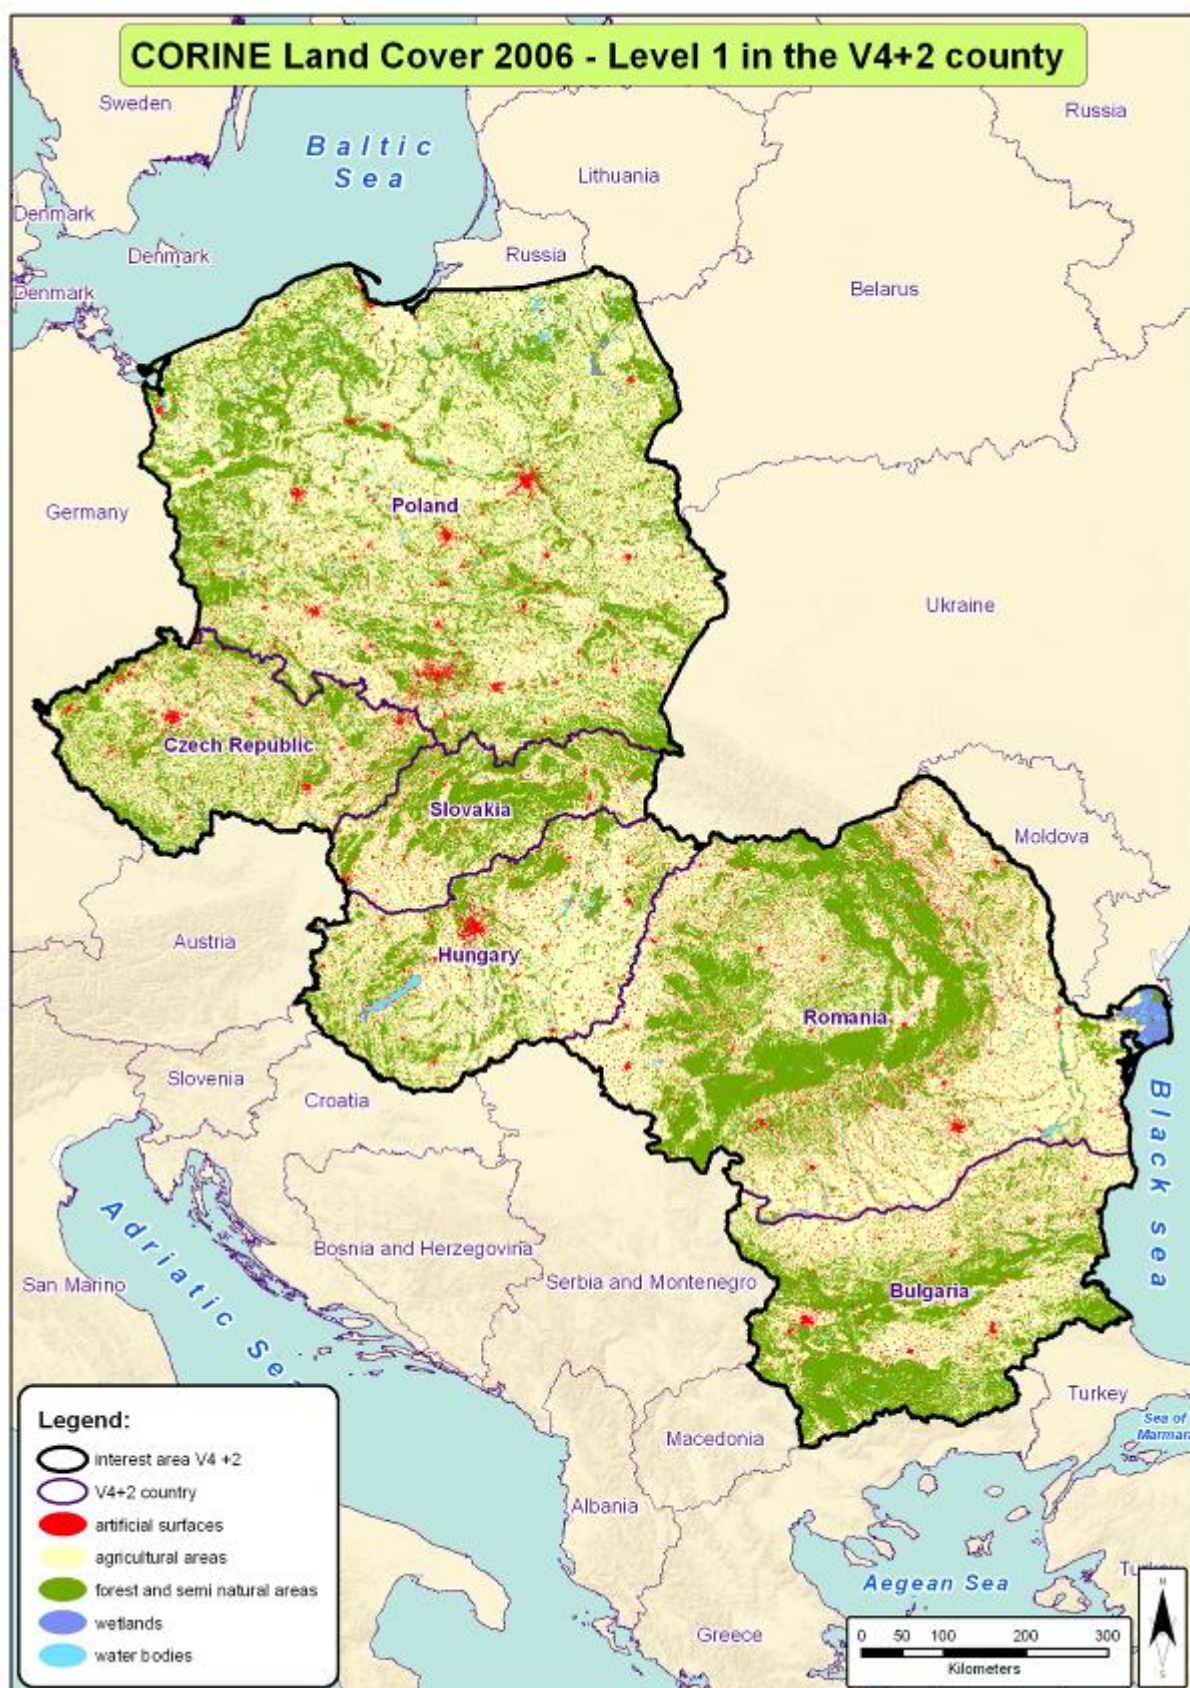 CORINE Land Cover 2006 - Level 1 in the V4+2 county
Sweden
Russia
Baltic
Sea
Lithuania
Denmark
Denmark
Russia
Denmark
Belarus
Poland
Germany
Ukraine
Czech Republic
Slovakia
Moldova
Austria
Hungary
Romania
Slovenia
Croatia
Black sea
Adriatic Sea
Bosnia and Herzegovina
San Marino
Serbia and Montenegro
Bulgaria
Turkey
Sea of
Marmara
Macedonia
Albania
Aegean Sea
Greece
Legend:
interest area V4 +2
V4+2 country
artificial surfaces
agricultural areas
forest and semi natural areas
wetlands
water bodies
0 50 100 200 300
Kilometers
N
S